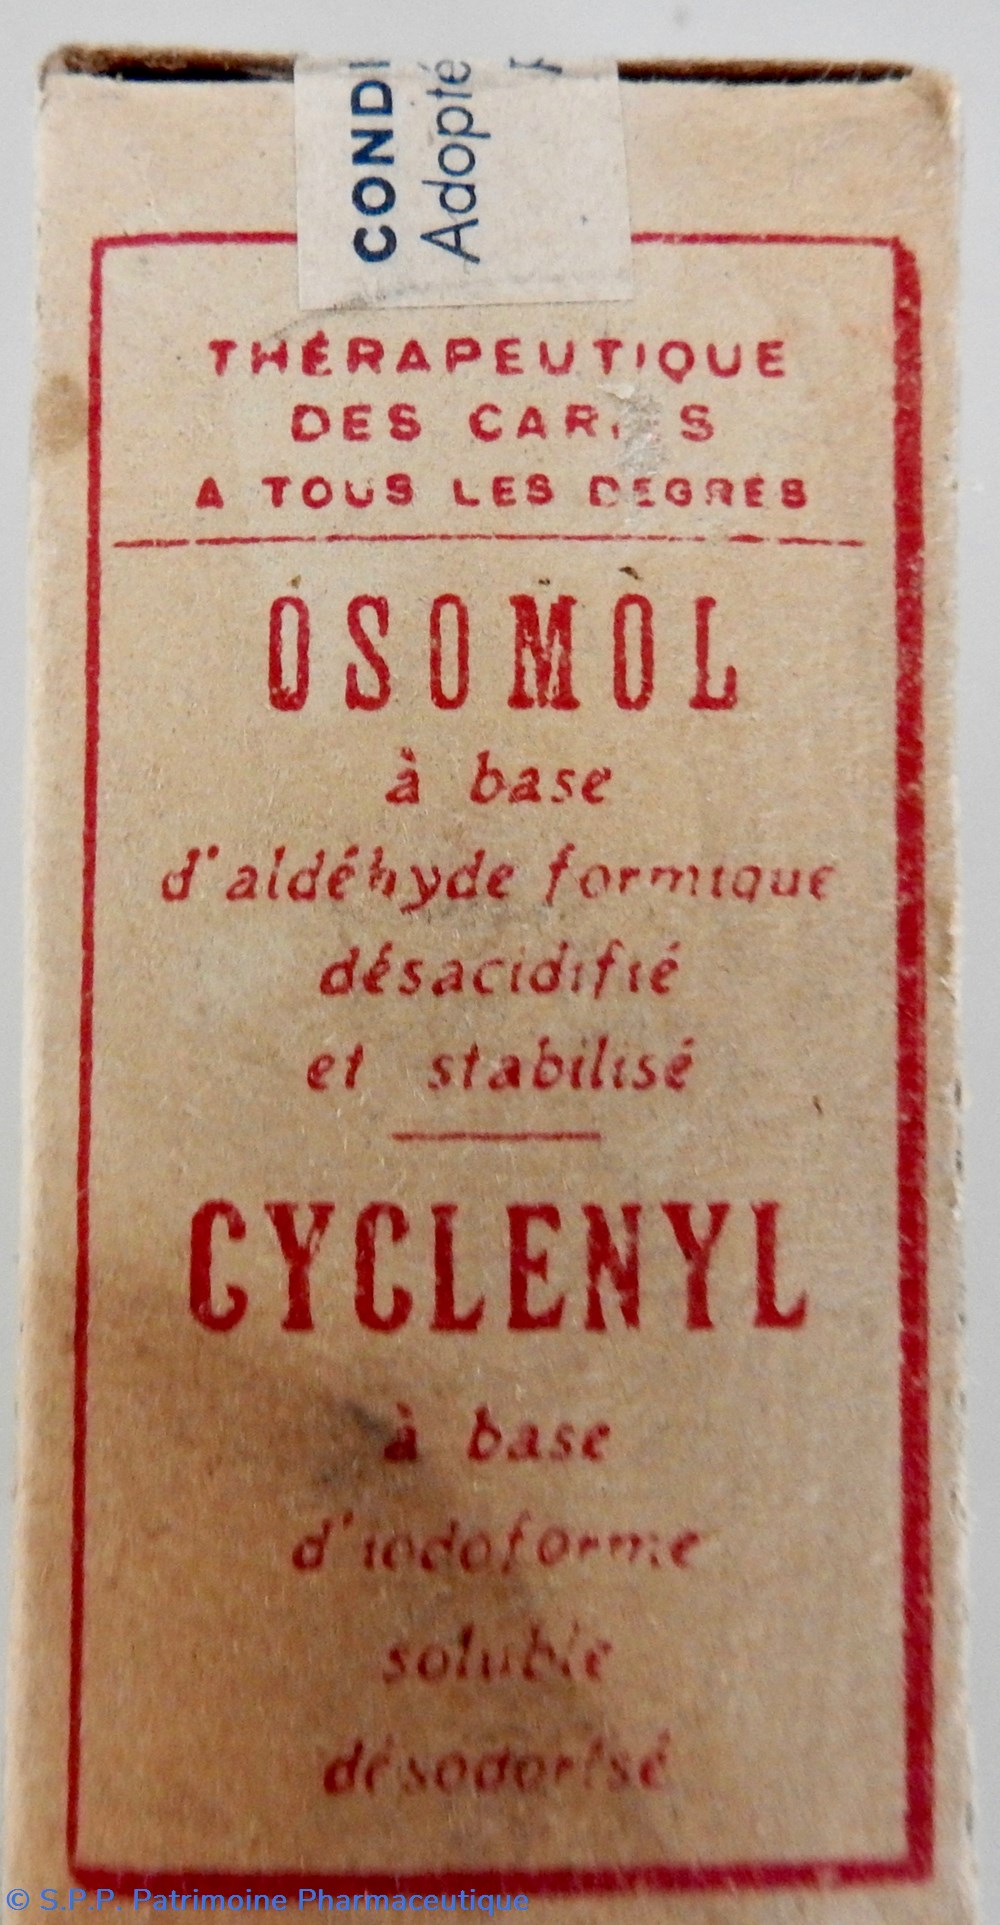 CONDI
Adopté
THÉRAPEUTIQUE
DES CARIES
A TOUS LES DEGRÉS
OSOMOL
à base
d'aldéhyde formique
désacidifié
et stabilisé
CYCLENYL
à base
d'iodoforme
soluble
désodorisé
© S.P.P. Patrimoine Pharmaceutique